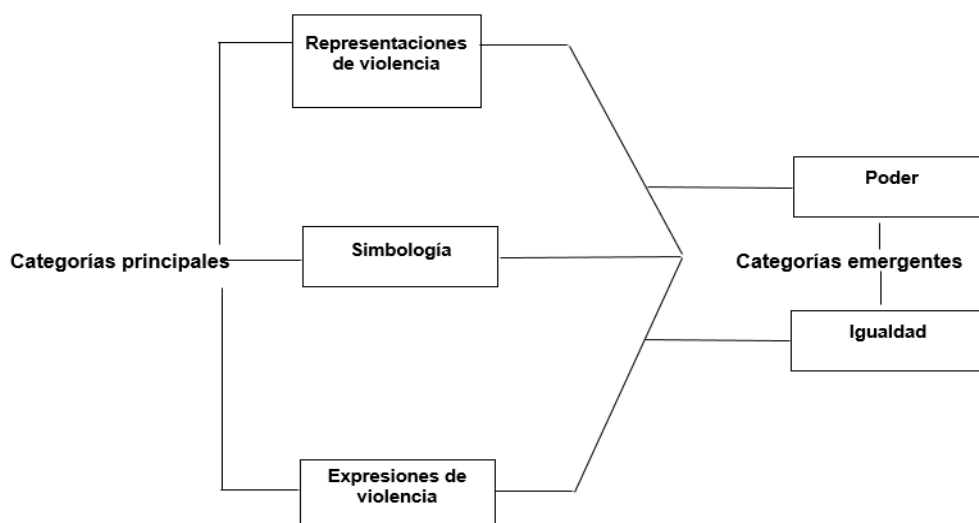 Representaciones
de violencia
Poder
Simbología
Categorías principales
Categorías emergentes
Igualdad
Expresiones de
violencia